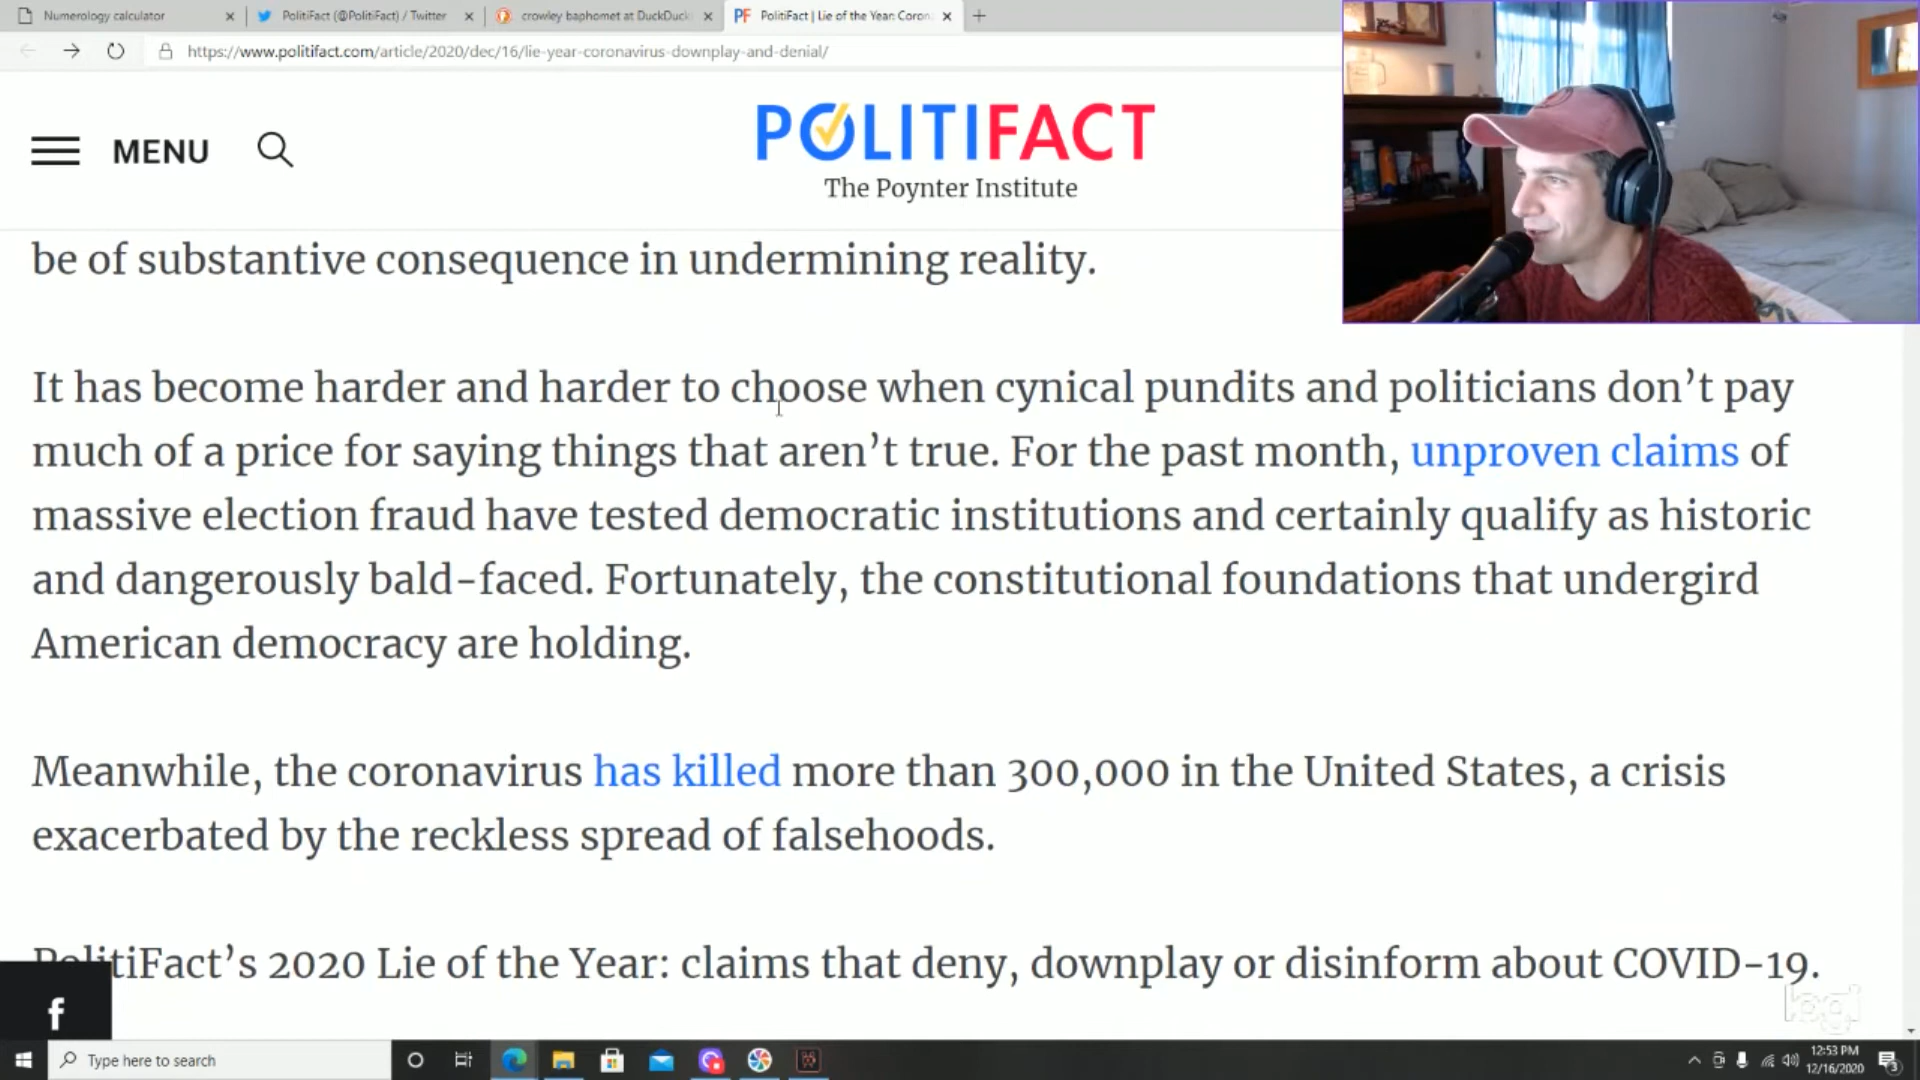 Numerology calculator
PolitiFact (@PolitiFact) / Twitter
crowley baphomet at DuckDuck
PolitiFact | Lie of the Year: Coron
https://www.politifact.com/article/2020/dec/16/lie-year-coronavirus-downplay-and-denial/
MENU
POLITIFACT
The Poynter Institute
be of substantive consequence in undermining reality.
It has become harder and harder to choose when cynical pundits and politicians don’t pay
much of a price for saying things that aren’t true. For the past month, unproven claims of
massive election fraud have tested democratic institutions and certainly qualify as historic
and dangerously bald-faced. Fortunately, the constitutional foundations that undergird
American democracy are holding.
Meanwhile, the coronavirus has killed more than 300,000 in the United States, a crisis
exacerbated by the reckless spread of falsehoods.
PolitiFact’s 2020 Lie of the Year: claims that deny, downplay or disinform about COVID-19.
logi
Type here to search
12:53 PM
12/16/2020
3